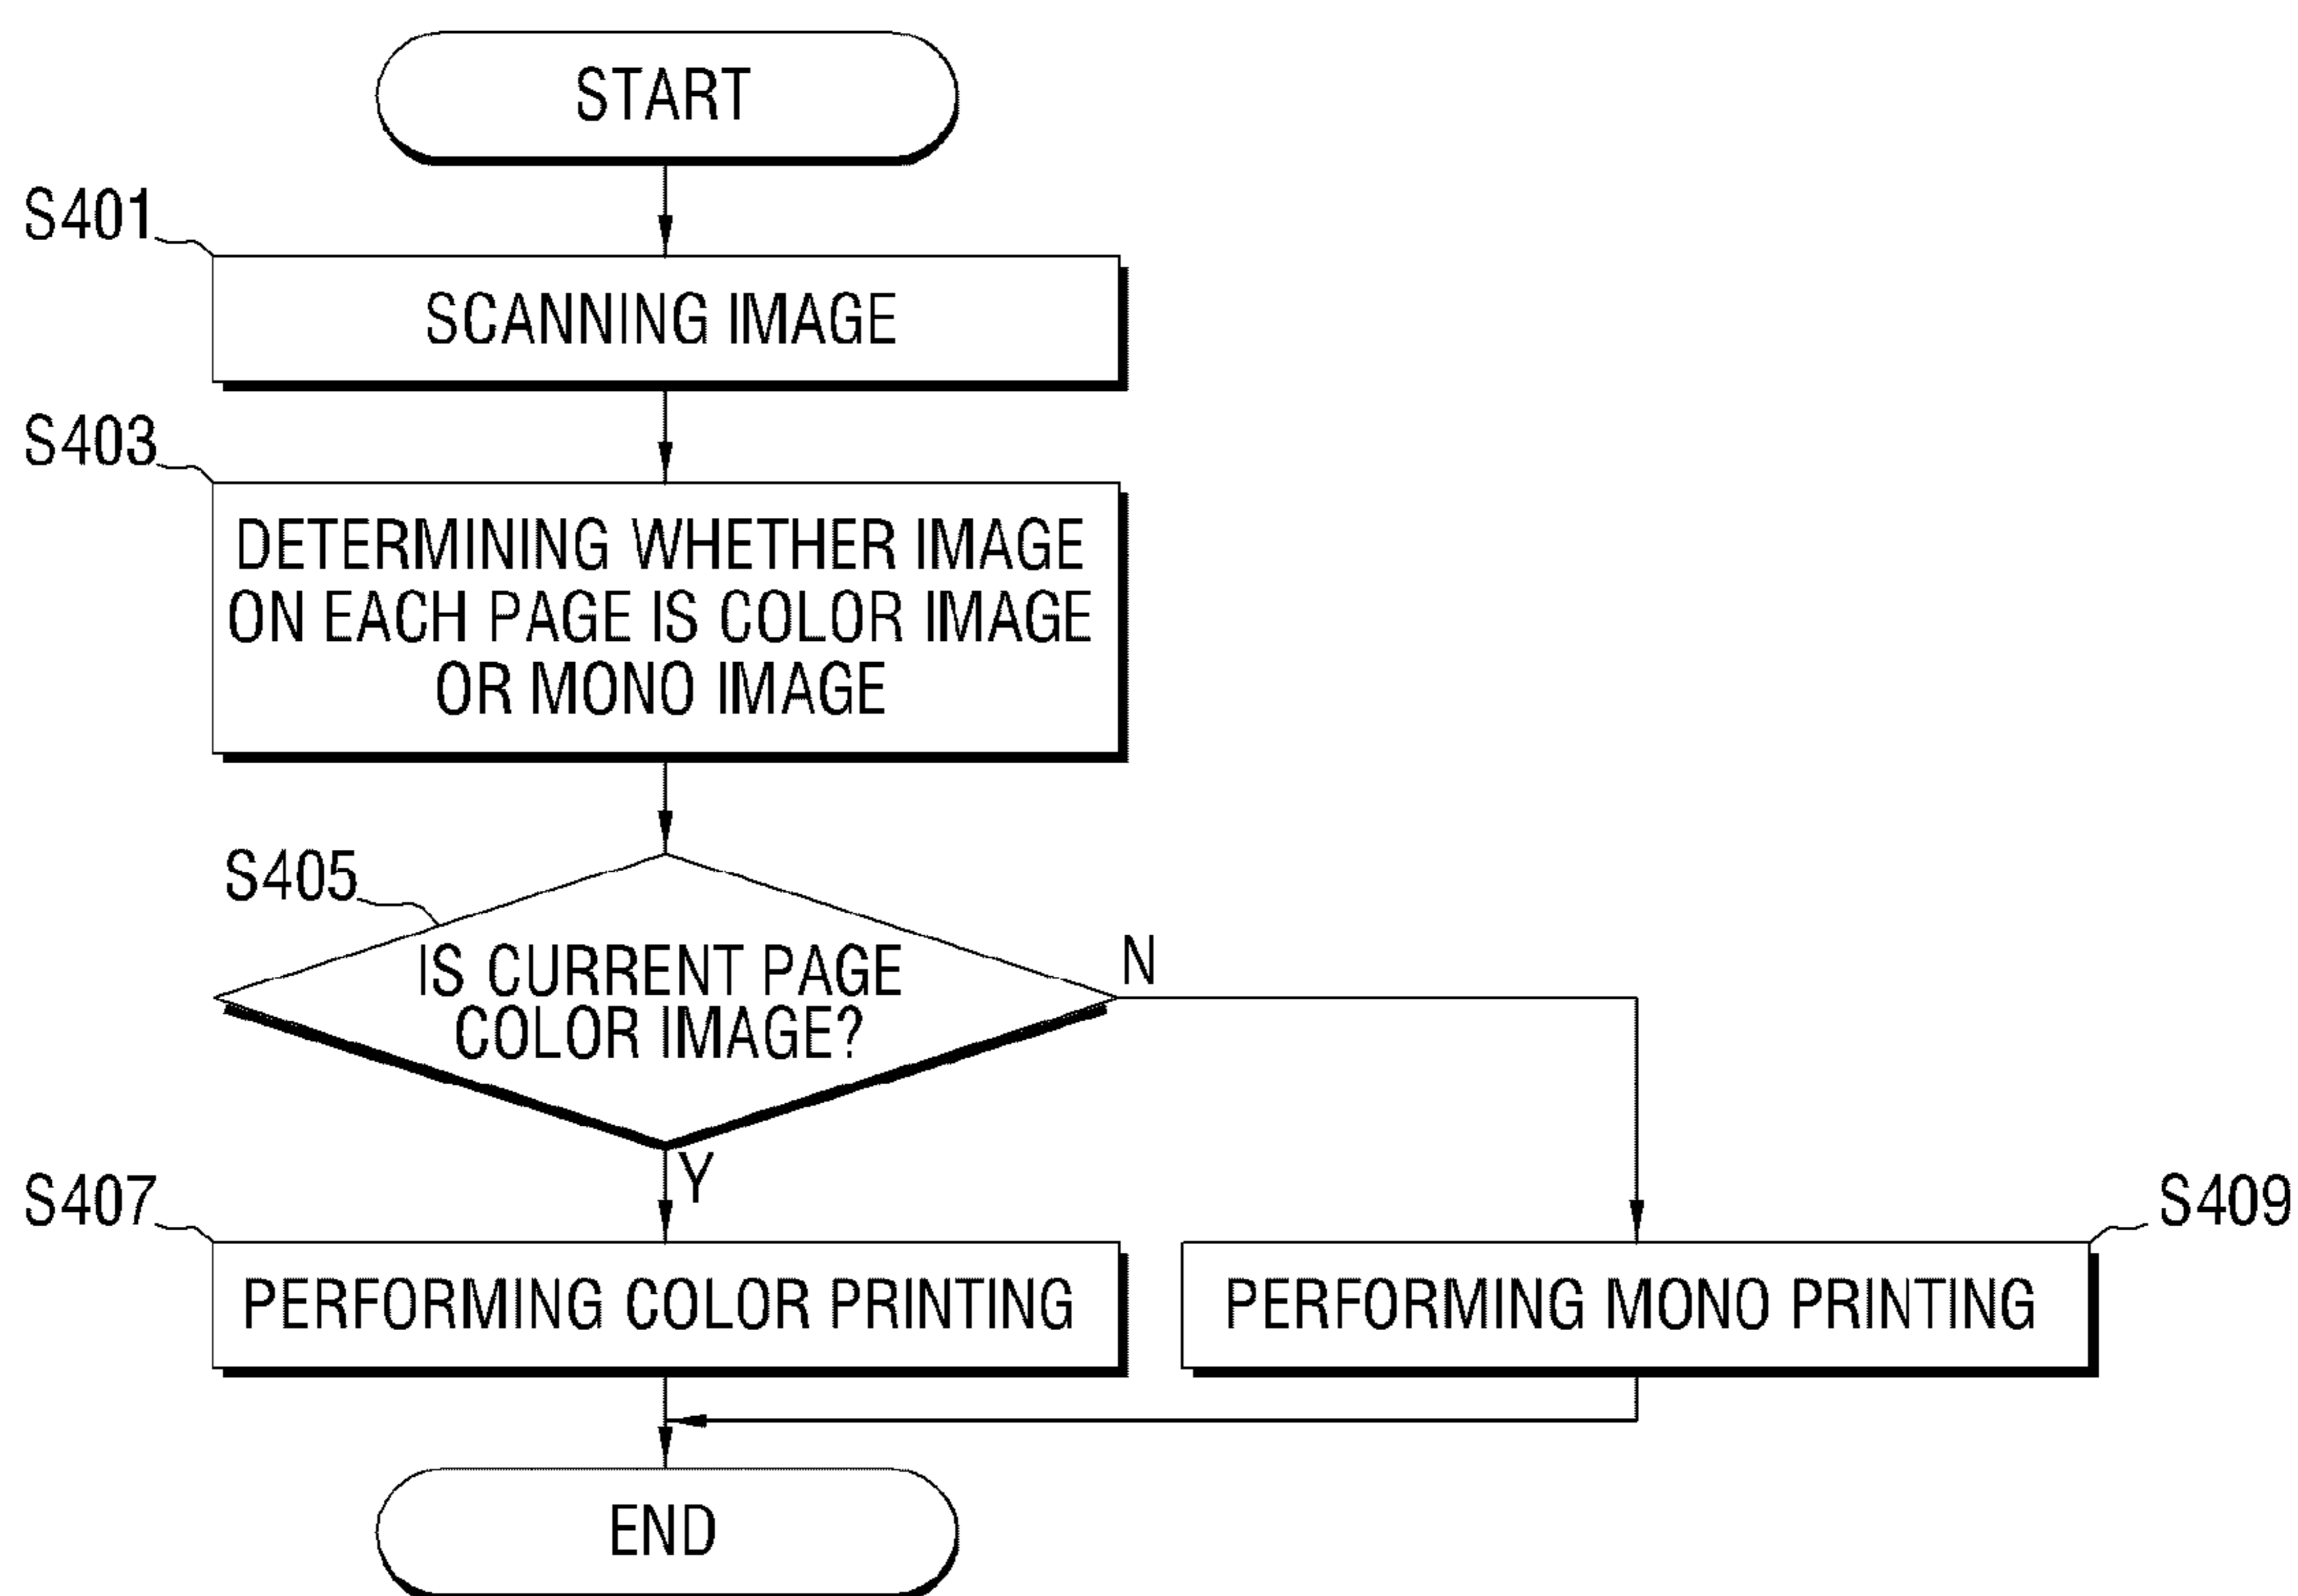 START
S401
SCANNING IMAGE
S403
DETERMINING WHETHER IMAGE
ON EACH PAGE IS COLOR IMAGE
OR MONO IMAGE
S405
IS CURRENT PAGE
COLOR IMAGE?
N
Y
S407
PERFORMING COLOR PRINTING
S409
PERFORMING MONO PRINTING
END